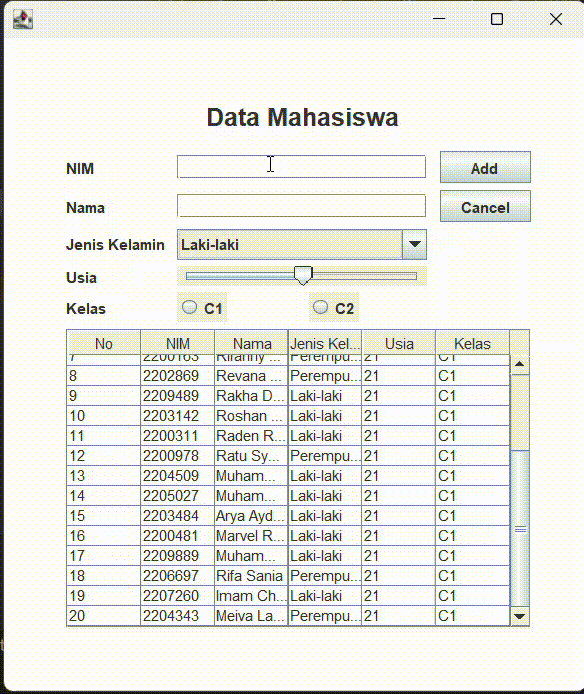 Data Mahasiswa
NIM Add
Nama Cancel
Jenis Kelamin Laki-laki
Usia
Kelas C1 C2
No NIM Nama Jenis Kel... Usia Kelas
7 2200163 Rifanny ... Perempu... 21 C1
8 2202869 Revana ... Perempu... 21 C1
9 2209489 Rakha D... Laki-laki 21 C1
10 2203142 Roshan ... Laki-laki 21 C1
11 2200311 Raden R... Laki-laki 21 C1
12 2200978 Ratu Sy... Perempu... 21 C1
13 2204509 Muham... Laki-laki 21 C1
14 2205027 Muham... Laki-laki 21 C1
15 2203484 Arya Ayd... Laki-laki 21 C1
16 2200481 Marvel R... Laki-laki 21 C1
17 2209889 Muham... Laki-laki 21 C1
18 2206697 Rifa Sania Perempu... 21 C1
19 2207260 Imam Ch... Laki-laki 21 C1
20 2204343 Meiva La... Perempu... 21 C1